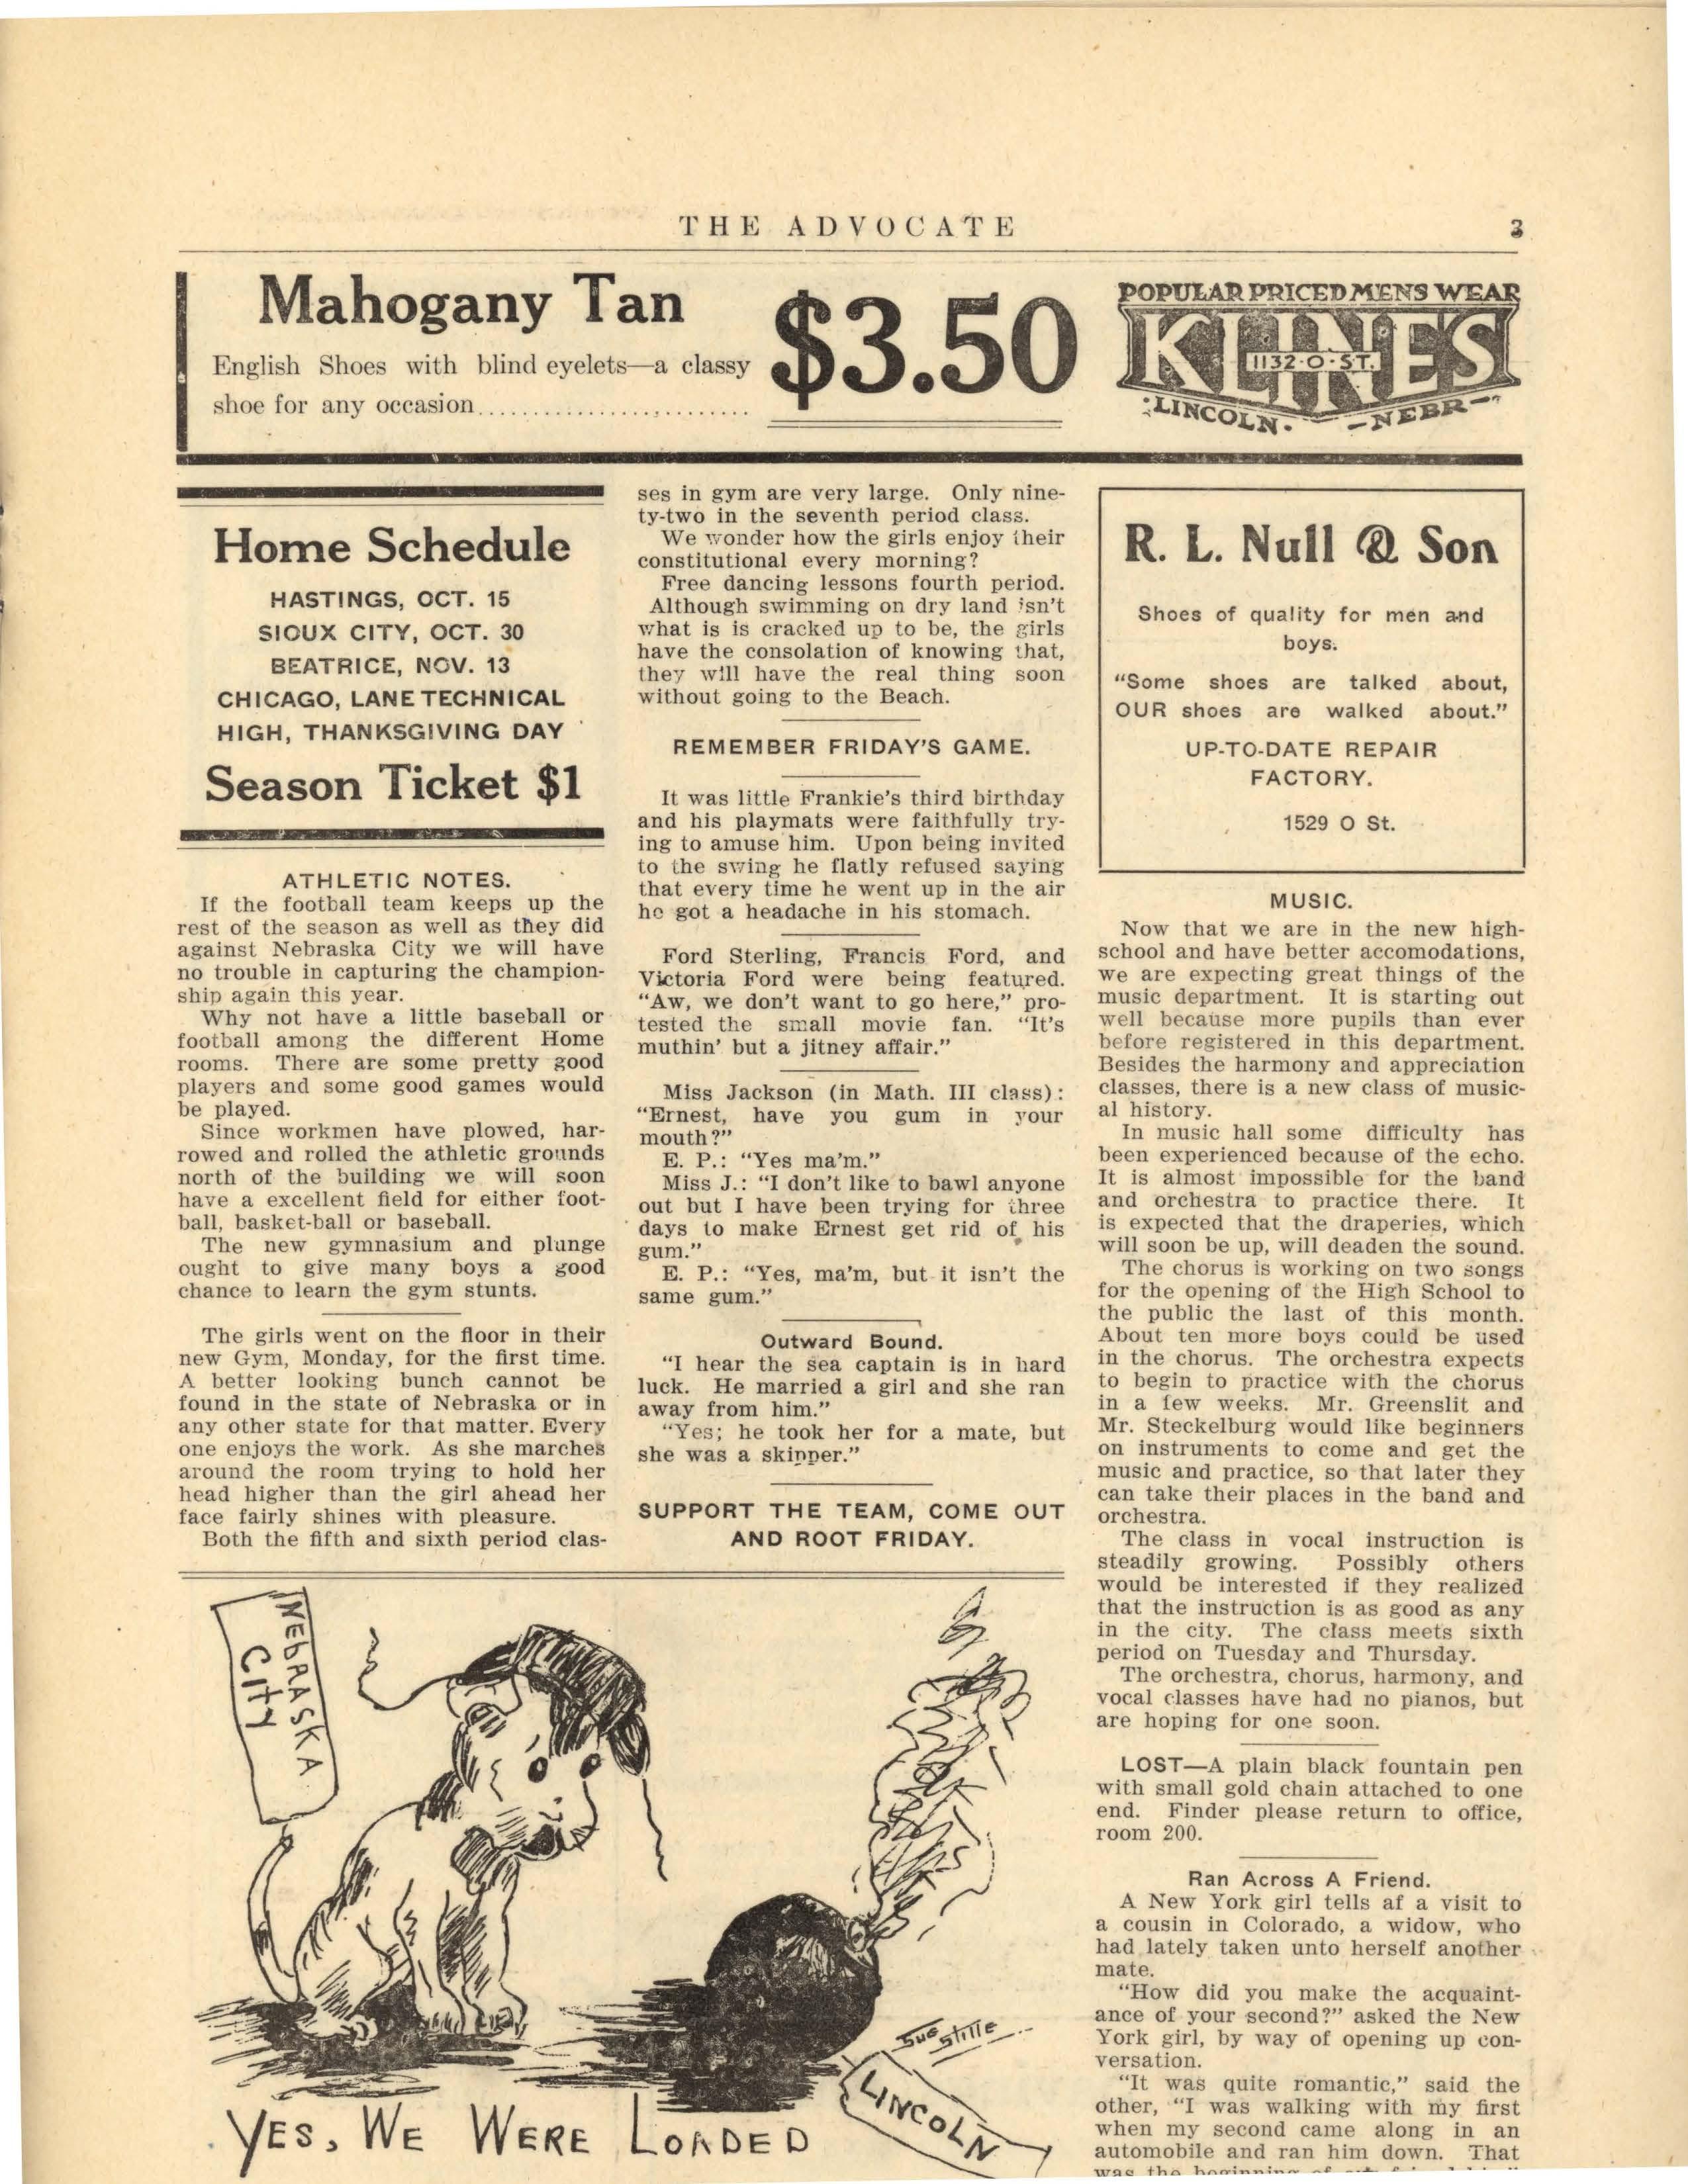 THE ADVOCATE 3
Mahogany Tan
English Shoes with blind eyelets—a classy
shoe for any occasion..........................
$3.50
POPULAR PRICED MENS WEAR
KLINES
1132·O·ST.
LINCOLN. —NEBR—
Home Schedule
HASTINGS, OCT. 15
SIOUX CITY, OCT. 30
BEATRICE, NOV. 13
CHICAGO, LANE TECHNICAL
HIGH, THANKSGIVING DAY
Season Ticket $1
ATHLETIC NOTES.
If the football team keeps up the
rest of the season as well as they did
against Nebraska City we will have
no trouble in capturing the champion-
ship again this year.
Why not have a little baseball or
football among the different Home
rooms. There are some pretty good
players and some good games would
be played.
Since workmen have plowed, har-
rowed and rolled the athletic grounds
north of the building we will soon
have a excellent field for either foot-
ball, basket-ball or baseball.
The new gymnasium and plunge
ought to give many boys a good
chance to learn the gym stunts.
The girls went on the floor in their
new Gym, Monday, for the first time.
A better looking bunch cannot be
found in the state of Nebraska or in
any other state for that matter. Every
one enjoys the work. As she marches
around the room trying to hold her
head higher than the girl ahead her
face fairly shines with pleasure.
Both the fifth and sixth period clas-
ses in gym are very large. Only nine-
ty-two in the seventh period class.
We wonder how the girls enjoy their
constitutional every morning?
Free dancing lessons fourth period.
Although swimming on dry land isn't
what is is cracked up to be, the girls
have the consolation of knowing that,
they will have the real thing soon
without going to the Beach.
REMEMBER FRIDAY'S GAME.
It was little Frankie's third birthday
and his playmats were faithfully try-
ing to amuse him. Upon being invited
to the swing he flatly refused saying
that every time he went up in the air
he got a headache in his stomach.
Ford Sterling, Francis Ford, and
Victoria Ford were being featured.
"Aw, we don't want to go here," pro-
tested the small movie fan. "It's
muthin' but a jitney affair."
Miss Jackson (in Math. III class):
"Ernest, have you gum in your
mouth?"
E. P.: "Yes ma'm."
Miss J.: "I don't like to bawl anyone
out but I have been trying for three
days to make Ernest get rid of his
gum."
E. P.: "Yes, ma'm, but it isn't the
same gum."
Outward Bound.
"I hear the sea captain is in hard
luck. He married a girl and she ran
away from him."
"Yes; he took her for a mate, but
she was a skipper."
SUPPORT THE TEAM, COME OUT
AND ROOT FRIDAY.
NEbRASKA
CITY
Sue Stille
LINCOLN
YES, WE WERE LOADED
R. L. Null & Son
Shoes of quality for men and
boys.
"Some shoes are talked about,
OUR shoes are walked about."
UP-TO-DATE REPAIR
FACTORY.
1529 O St.
MUSIC.
Now that we are in the new high-
school and have better accomodations,
we are expecting great things of the
music department. It is starting out
well because more pupils than ever
before registered in this department.
Besides the harmony and appreciation
classes, there is a new class of music-
al history.
In music hall some difficulty has
been experienced because of the echo.
It is almost impossible for the band
and orchestra to practice there. It
is expected that the draperies, which
will soon be up, will deaden the sound.
The chorus is working on two songs
for the opening of the High School to
the public the last of this month.
About ten more boys could be used
in the chorus. The orchestra expects
to begin to practice with the chorus
in a few weeks. Mr. Greenslit and
Mr. Steckelburg would like beginners
on instruments to come and get the
music and practice, so that later they
can take their places in the band and
orchestra.
The class in vocal instruction is
steadily growing. Possibly others
would be interested if they realized
that the instruction is as good as any
in the city. The class meets sixth
period on Tuesday and Thursday.
The orchestra, chorus, harmony, and
vocal classes have had no pianos, but
are hoping for one soon.
LOST—A plain black fountain pen
with small gold chain attached to one
end. Finder please return to office,
room 200.
Ran Across A Friend.
A New York girl tells af a visit to
a cousin in Colorado, a widow, who
had lately taken unto herself another
mate.
"How did you make the acquaint-
ance of your second?" asked the New
York girl, by way of opening up con-
versation.
"It was quite romantic," said the
other, "I was walking with my first
when my second came along in an
automobile and ran him down. That
was the beginning of